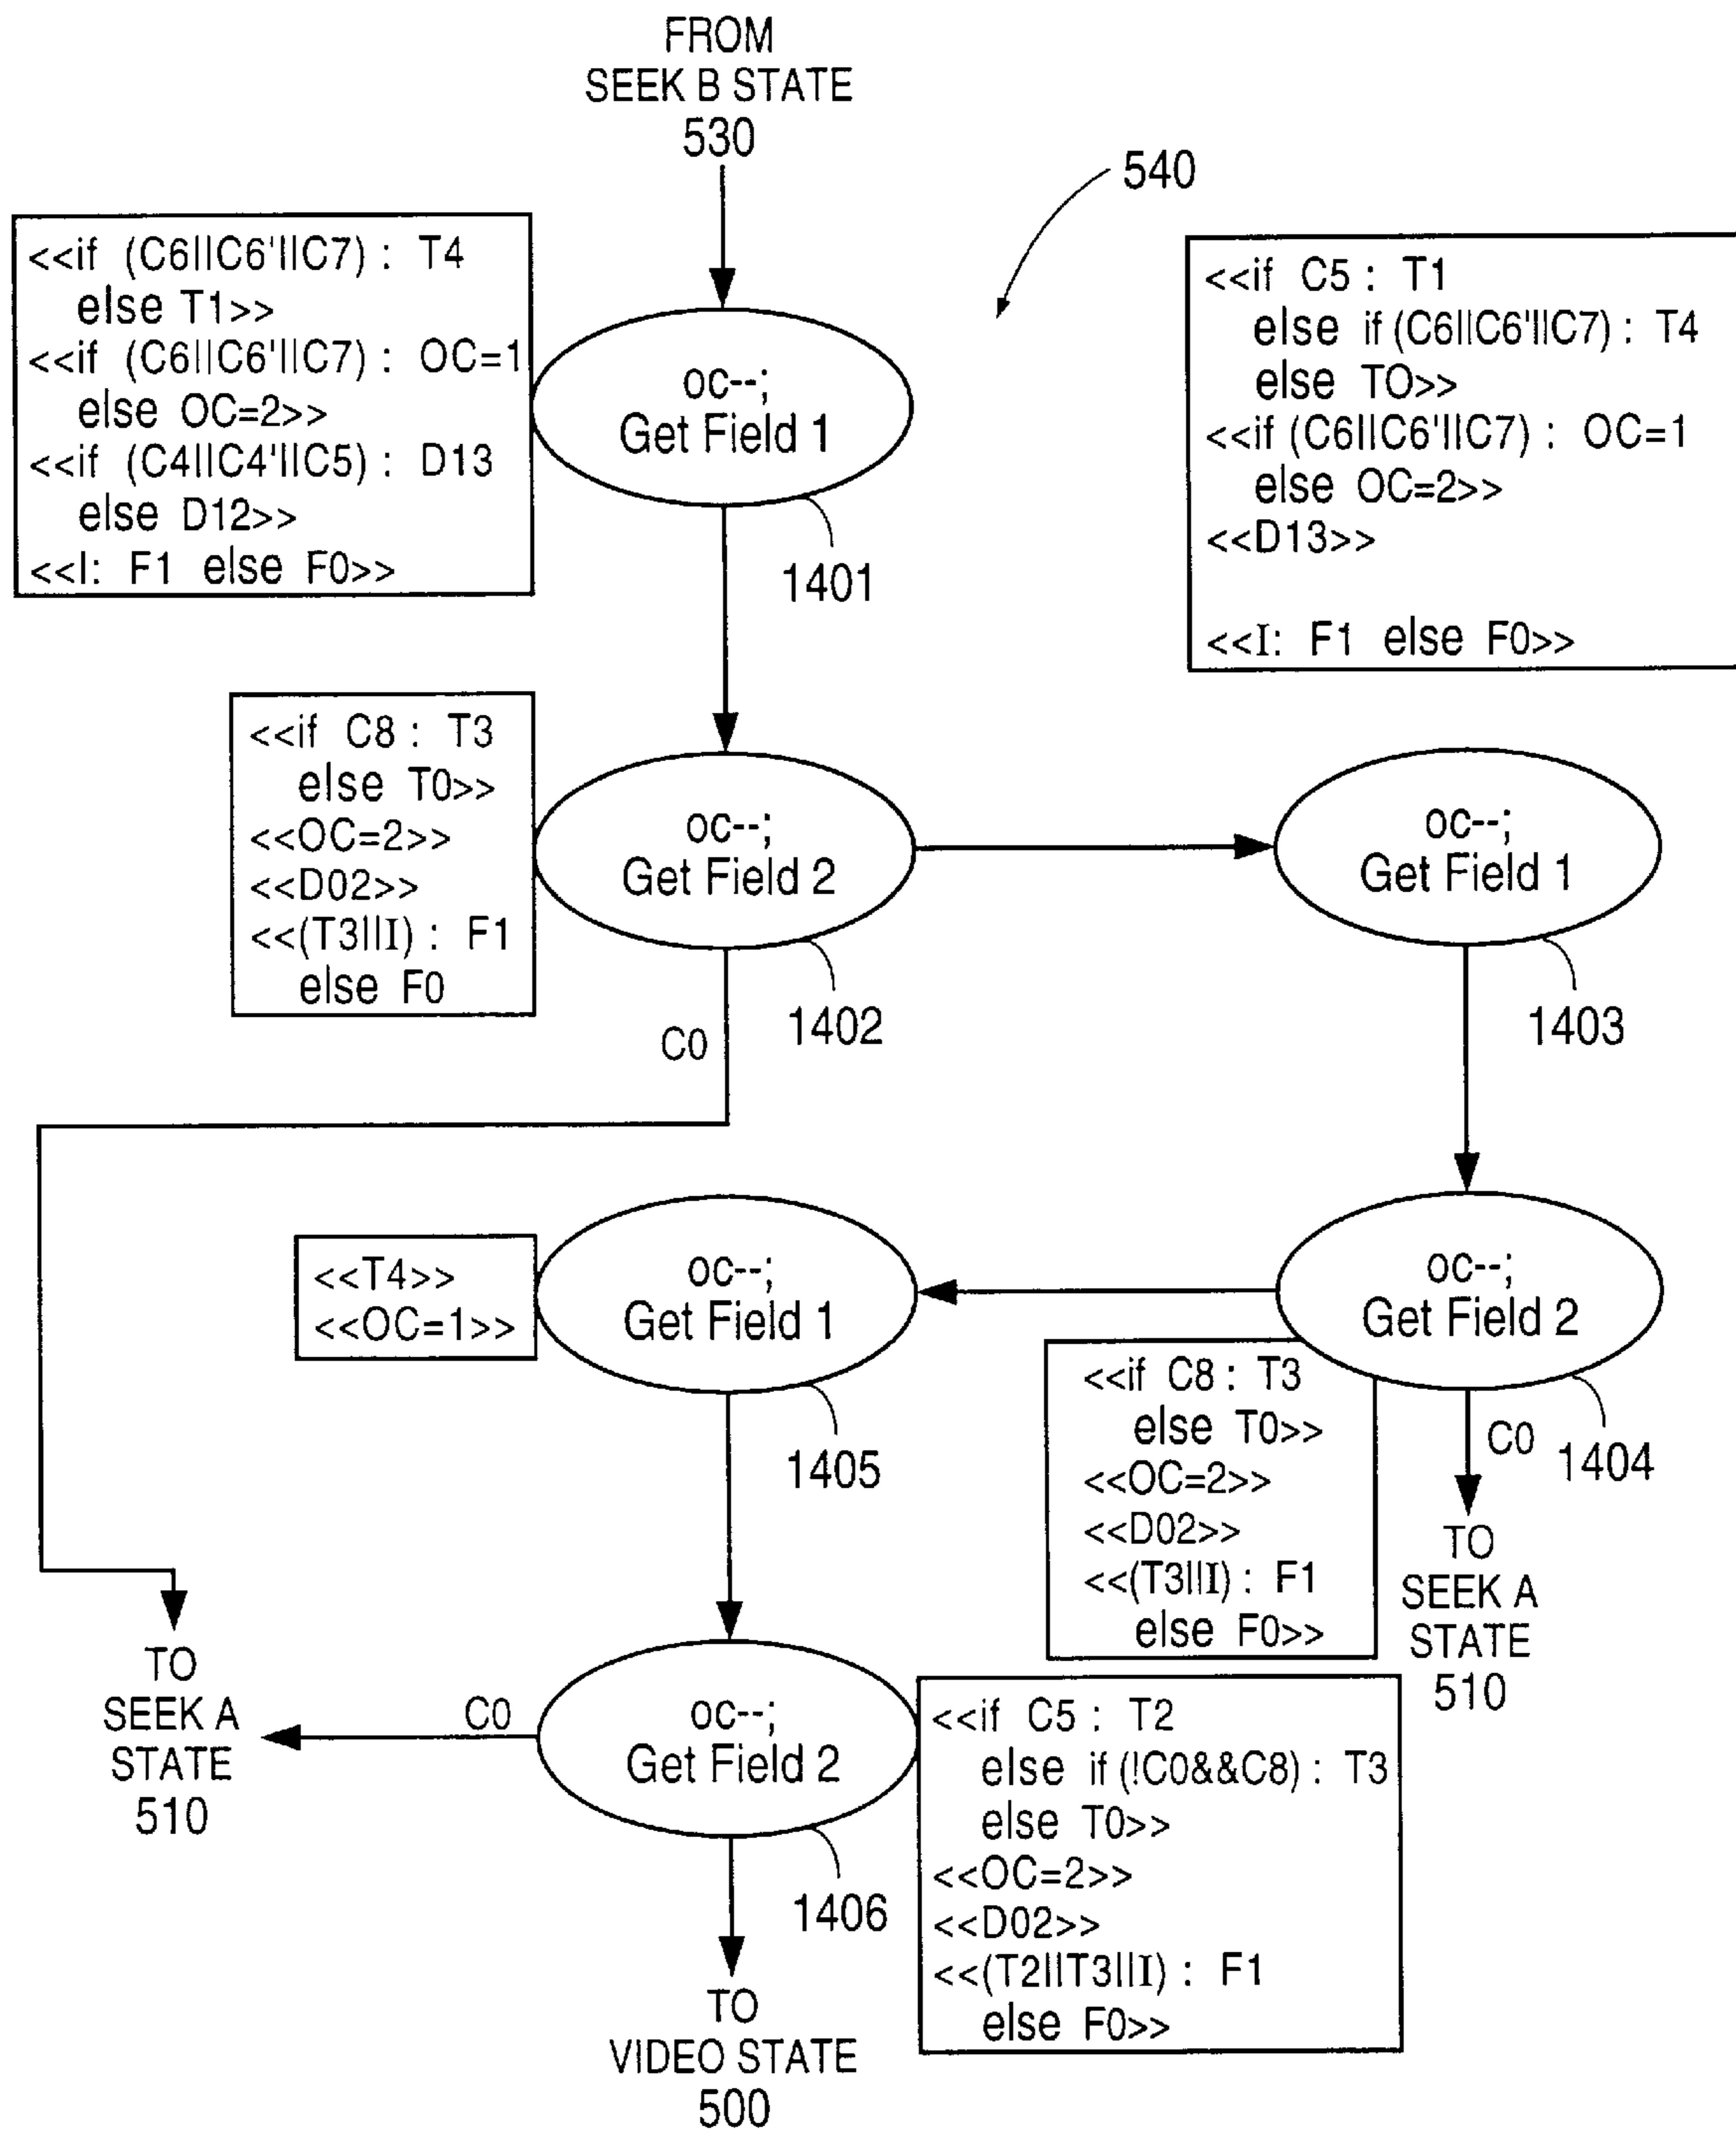 FROM
SEEK B STATE
530
540
<<if (C6||C6'||C7) : T4
else T1>>
<<if (C6||C6'||C7) : OC=1
else OC=2>>
<<if (C4||C4'||C5) : D13
else D12>>
<<I: F1 else F0>>
oc--;
Get Field 1
1401
<<if C5 : T1
else if (C6||C6'||C7) : T4
else TO>>
<<if (C6||C6'||C7) : OC=1
else OC=2>>
<<D13>>
<<I: F1 else F0>>
<<if C8 : T3
else T0>>
<<OC=2>>
<<D02>>
<<(T3||I) : F1
else F0
oc--;
Get Field 2
1402
C0
oc--;
Get Field 1
1403
<<T4>>
<<OC=1>>
oc--;
Get Field 1
1405
oc--;
Get Field 2
1404
C0
<<if C8 : T3
else T0>>
<<OC=2>>
<<D02>>
<<(T3||I) : F1
else F0>>
TO
SEEK A
STATE
510
TO
SEEK A
STATE
510
C0
oc--;
Get Field 2
1406
<<if C5 : T2
else if (!C0&&C8) : T3
else T0>>
<<OC=2>>
<<D02>>
<<(T2||T3||I) : F1
else F0>>
TO
VIDEO STATE
500